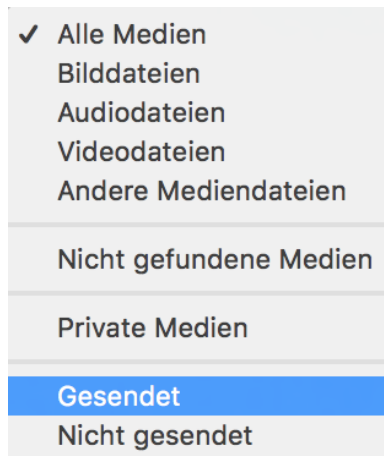 ✓ Alle Medien
Bilddateien
Audiodateien
Videodateien
Andere Mediendateien
Nicht gefundene Medien
Private Medien
Gesendet
Nicht gesendet